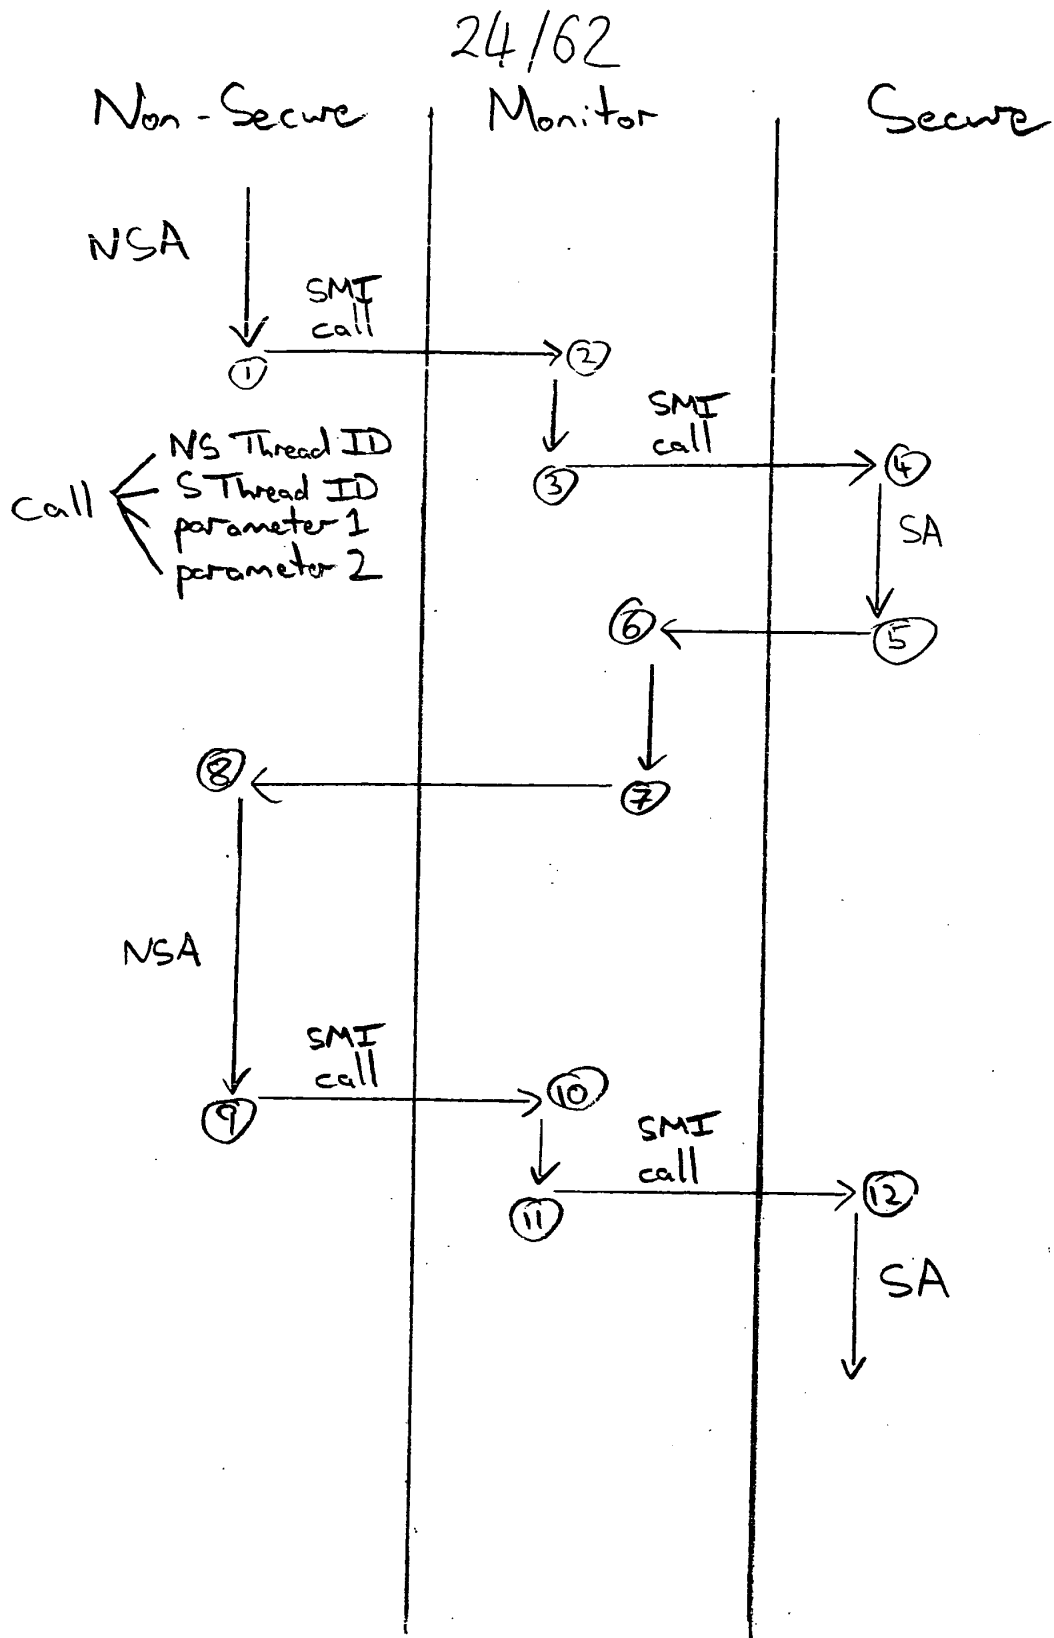 24/62
Non-Secure Monitor Secure
NSA
SMI
call
1 2
SMI
call
3 4
Call
NS Thread ID
S Thread ID
parameter 1
parameter 2
SA
6 5
8 7
NSA
SMI
call
9 10
SMI
call
11 12
SA